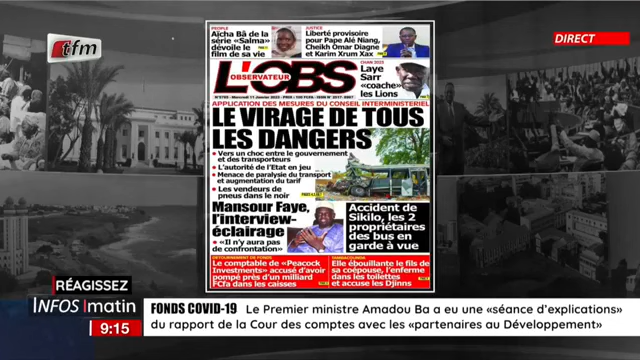 tfm
DIRECT
PEOPLE
Aïcha Bâ de la
série «Salma»
dévoile le
film de sa vie
JUSTICE
Liberté provisoire
pour Pape Alé Niang,
Cheikh Omar Diagne
et Karim Xrum Xax
L'OBS
L'OBSERVATEUR
CHAN 2023
Laye
Sarr
«coache»
les Lions
APPLICATION DES MESURES DU CONSEIL INTERMINISTERIEL
LE VIRAGE DE TOUS
LES DANGERS
• Vers un choc entre le gouvernement
et des transporteurs
• L'autorité de l'Etat en jeu
• Menace de paralysie du transport
et augmentation du tarif
• Les vendeurs de
pneus dans le noir
Mansour Faye,
l'interview-
éclairage
• «Il n'y aura pas
de confrontation»
Accident de
Sikilo, les 2
propriétaires
des bus en
garde à vue
DETOURNEMENT DE FONDS
Le comptable de «Peacock
Investments» accusé d'avoir
pompé près d'un milliard
FCfa dans les caisses
TAMBACOUNDA
Elle ébouillante le fils de
sa coépouse, l'enferme
dans les toilettes
et accuse les Djinns
RÉAGISSEZ
INFOS matin
9:15
FONDS COVID-19 Le Premier ministre Amadou Ba a eu une «séance d'explications»
du rapport de la Cour des comptes avec les «partenaires au Développement»